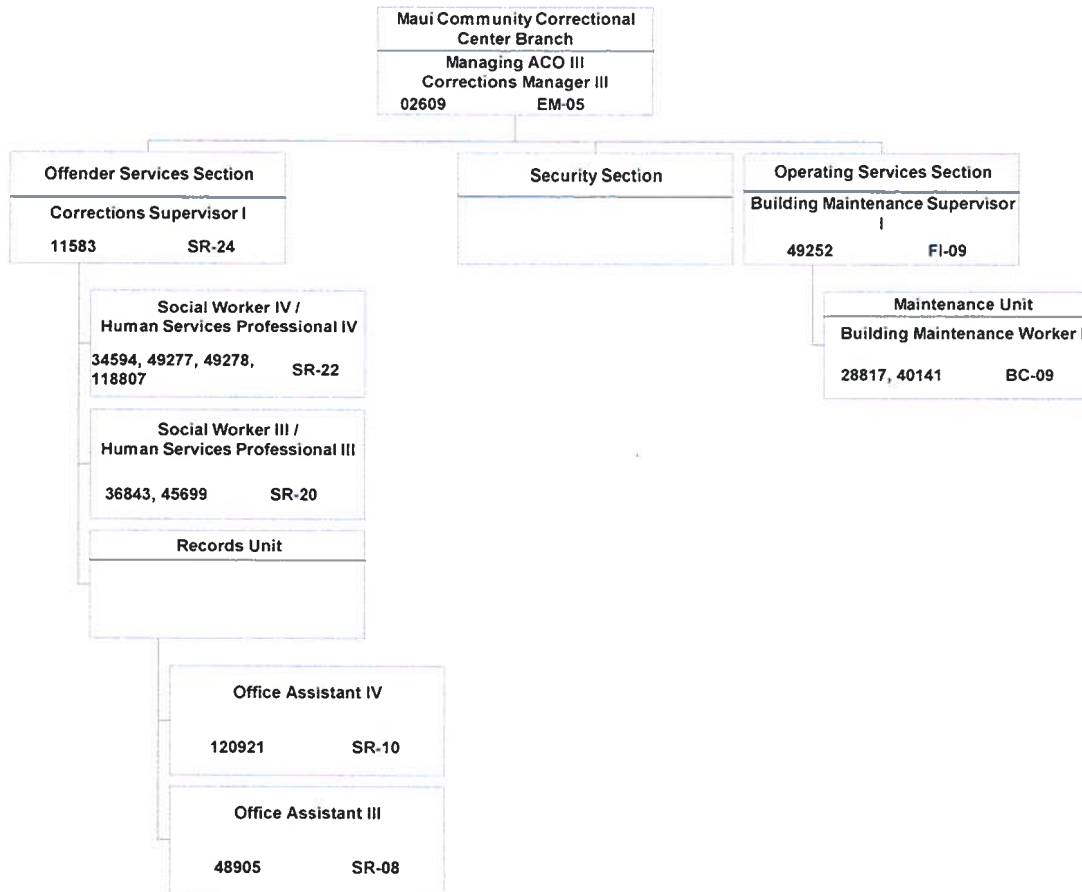 Maui Community Correctional
Center Branch
Managing ACO III
Corrections Manager III
02609 EM-05
Offender Services Section
Corrections Supervisor I
11583 SR-24
Security Section
Operating Services Section
Building Maintenance Supervisor
I
49252 FI-09
Social Worker IV /
Human Services Professional IV
34594, 49277, 49278,
118807 SR-22
Social Worker III /
Human Services Professional III
36843, 45699 SR-20
Records Unit
Office Assistant IV
120921 SR-10
Office Assistant III
48905 SR-08
Maintenance Unit
Building Maintenance Worker I
28817, 40141 BC-09